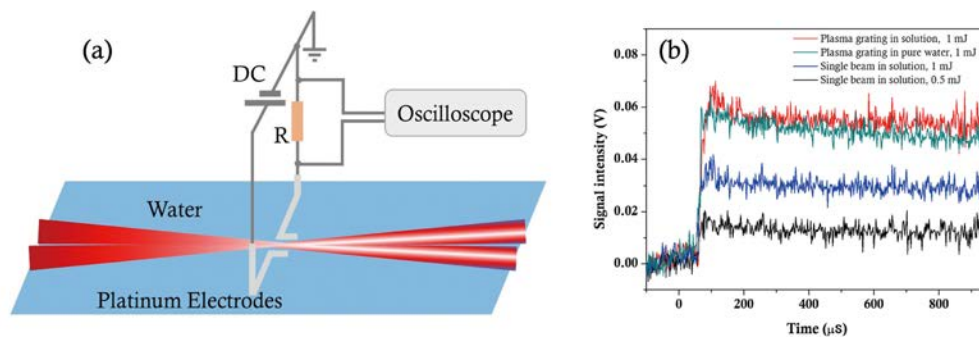 (a)
DC
R
Oscilloscope
Water
Platinum Electrodes
(b)
Plasma grating in solution, 1 mJ
Plasma grating in pure water, 1 mJ
Single beam in solution, 1 mJ
Single beam in solution, 0.5 mJ
Signal intensity (V)
0.08
0.06
0.04
0.02
0.00
0 200 400 600 800
Time (μs)